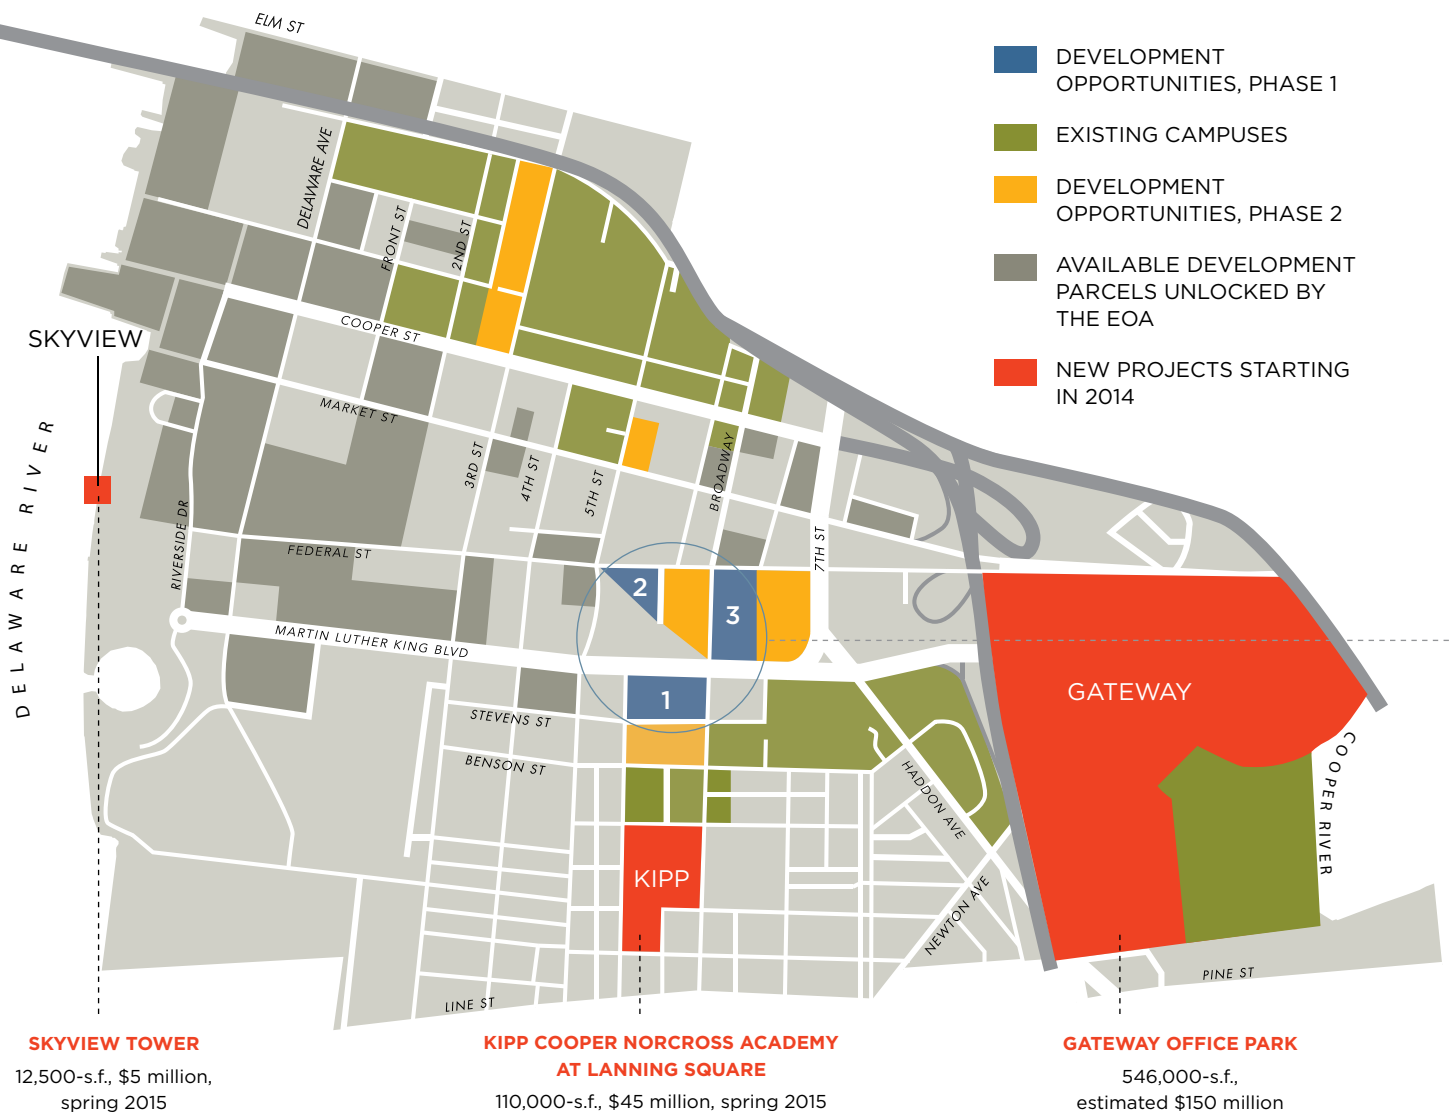 ELM ST
DEVELOPMENT
OPPORTUNITIES, PHASE 1
EXISTING CAMPUSES
DEVELOPMENT
OPPORTUNITIES, PHASE 2
AVAILABLE DEVELOPMENT
PARCELS UNLOCKED BY
THE EOA
NEW PROJECTS STARTING
IN 2014
DELAWARE AVE
FRONT ST
2ND ST
COOPER ST
SKYVIEW
MARKET ST
3RD ST
4TH ST
5TH ST
BROADWAY
7TH ST
DELAWARE RIVER
RIVERSIDE DR
FEDERAL ST
MARTIN LUTHER KING BLVD
2
3
1
GATEWAY
STEVENS ST
BENSON ST
HADDON AVE
COOPER RIVER
KIPP
NEWTON AVE
PINE ST
LINE ST
SKYVIEW TOWER
12,500-s.f., $5 million,
spring 2015
KIPP COOPER NORCROSS ACADEMY
AT LANNING SQUARE
110,000-s.f., $45 million, spring 2015
GATEWAY OFFICE PARK
546,000-s.f.,
estimated $150 million